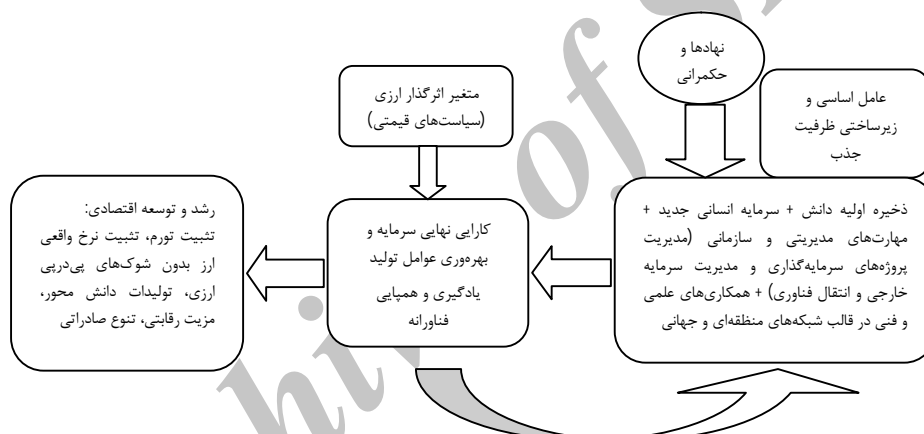 نهادها و
حکمرانی
عامل اساسی و
زیرساختی ظرفیت
جذب
متغیر اثرگذار ارزی
(سیاست‌های قیمتی)
ذخیره اولیه دانش + سرمایه انسانی جدید +
مهارت‌های مدیریتی و سازمانی (مدیریت
پروژه‌های سرمایه‌گذاری و مدیریت سرمایه
خارجی و انتقال فناوری) + همکاری‌های علمی
و فنی در قالب شبکه‌های منطقه‌ای و جهانی
کارایی نهایی سرمایه و
بهره‌وری عوامل تولید
یادگیری و همپایی
فناورانه
رشد و توسعه اقتصادی:
تثبیت تورم، تثبیت نرخ واقعی
ارز بدون شوک‌های پی‌درپی
ارزی، تولیدات دانش محور،
مزیت رقابتی، تنوع صادراتی